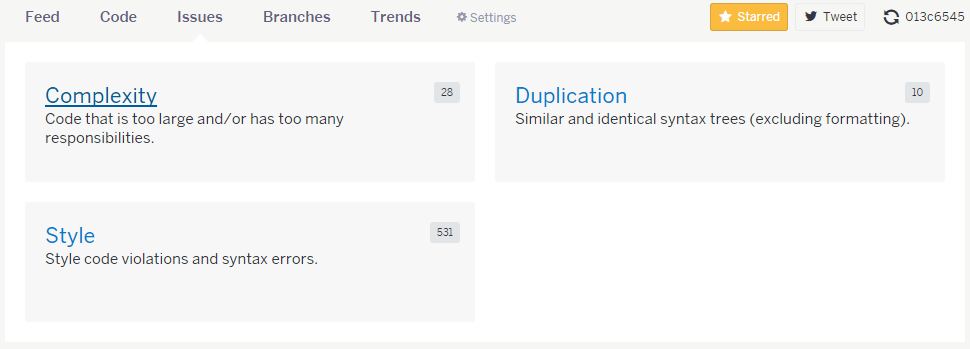 Feed Code Issues Branches Trends Settings Starred Tweet 013c6545
Complexity 28
Code that is too large and/or has too many
responsibilities.
Duplication 10
Similar and identical syntax trees (excluding formatting).
Style 531
Style code violations and syntax errors.